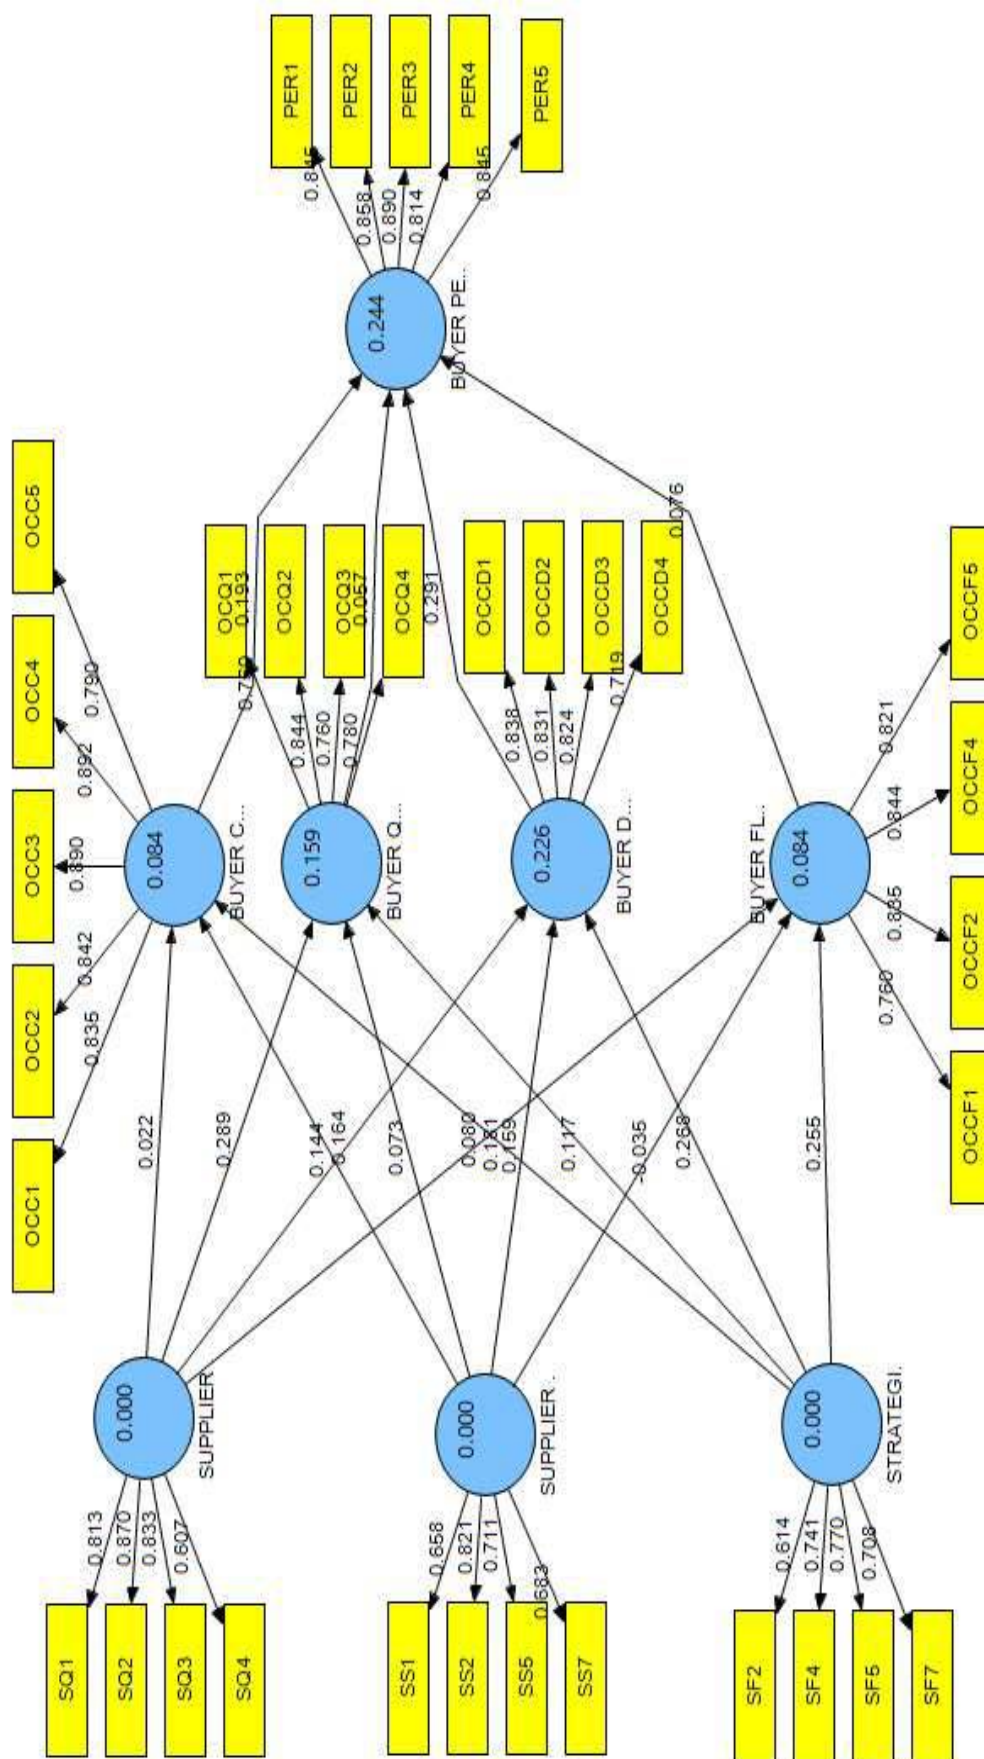 OCC1
OCC2
OCC3
OCC4
OCC5
0.835
0.842
0.890
0.892
0.790
SQ1
SQ2
SQ3
SQ4
0.813
0.870
0.833
0.607
0.000
SUPPLIER
0.022
0.289
0.144
0.164
0.073
0.080
0.181
0.159
0.117
-0.035
0.268
0.255
0.084
BUYER C...
0.159
BUYER Q...
0.226
BUYER D...
0.084
BUYER FL..
OCQ1
OCQ2
OCQ3
OCQ4
0.844
0.760
0.780
0.193
0.057
0.291
0.076
OCCD1
OCCD2
OCCD3
OCCD4
0.838
0.831
0.824
0.719
PER1
PER2
PER3
PER4
PER5
0.845
0.858
0.890
0.814
0.845
0.244
BUYER PE...
SS1
SS2
SS5
SS7
0.658
0.821
0.711
0.683
0.000
SUPPLIER .
SF2
SF4
SF5
SF7
0.614
0.741
0.770
0.708
0.000
STRATEGI.
0.760
0.844
0.821
OCCF1
OCCF2
OCCF4
OCCF5